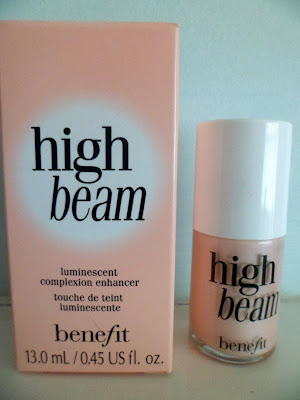 high
beam
luminescent
complexion enhancer
touche de teint
luminescente
benefit
13.0 mL / 0.45 US fl. oz.
high
beam
benefit